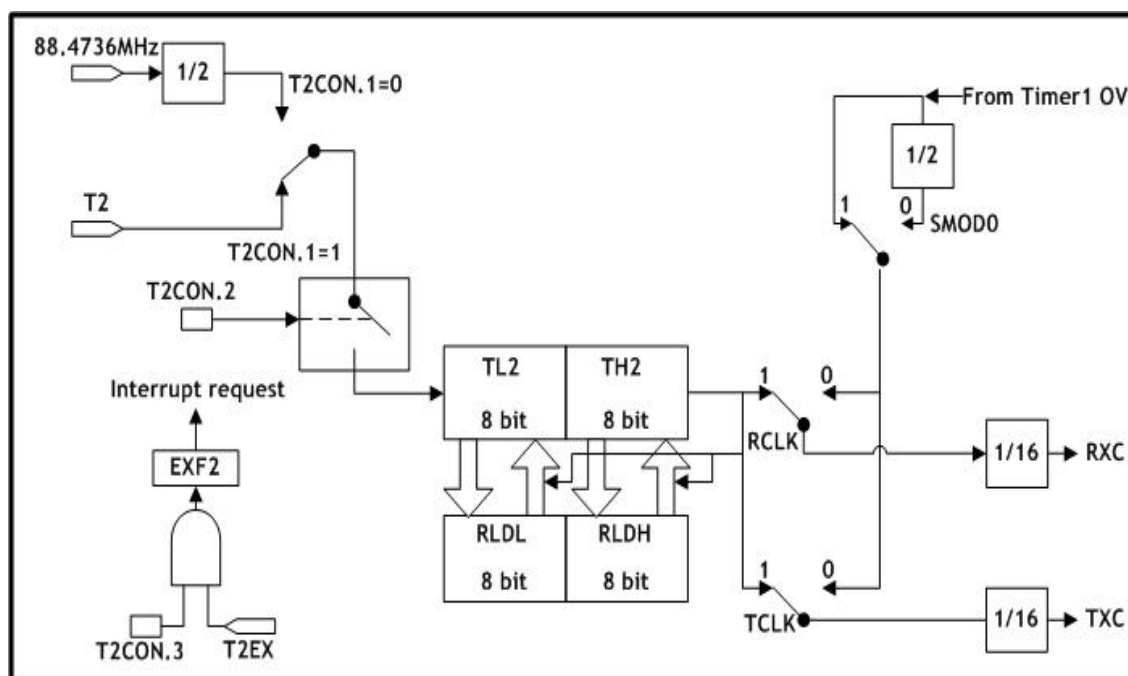 88.4736MHz
1/2
T2CON.1=0
From Timer1 OV
1/2
T2
1
0
SMOD0
T2CON.1=1
T2CON.2
TL2
TH2
8 bit
8 bit
1
0
Interrupt request
RCLK
1/16
RXC
EXF2
RLDL
RLDH
8 bit
8 bit
1
0
TCLK
1/16
TXC
T2CON.3
T2EX